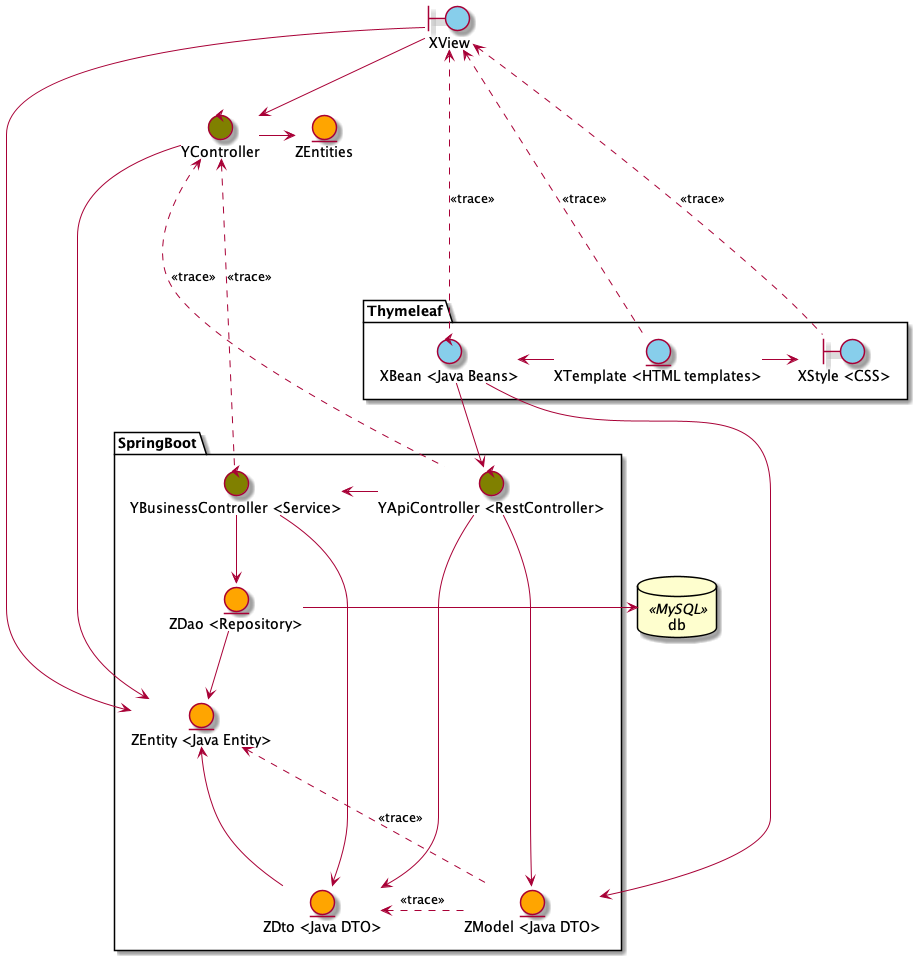 XView
YController
ZEntities
«trace»
«trace»
«trace»
«trace»
«trace»
Thymeleaf
XBean <Java Beans>
XTemplate <HTML templates>
XStyle <CSS>
SpringBoot
YBusinessController <Service>
YApiController <RestController>
ZDao <Repository>
«MySQL»
db
ZEntity <Java Entity>
«trace»
«trace»
ZDto <Java DTO>
ZModel <Java DTO>